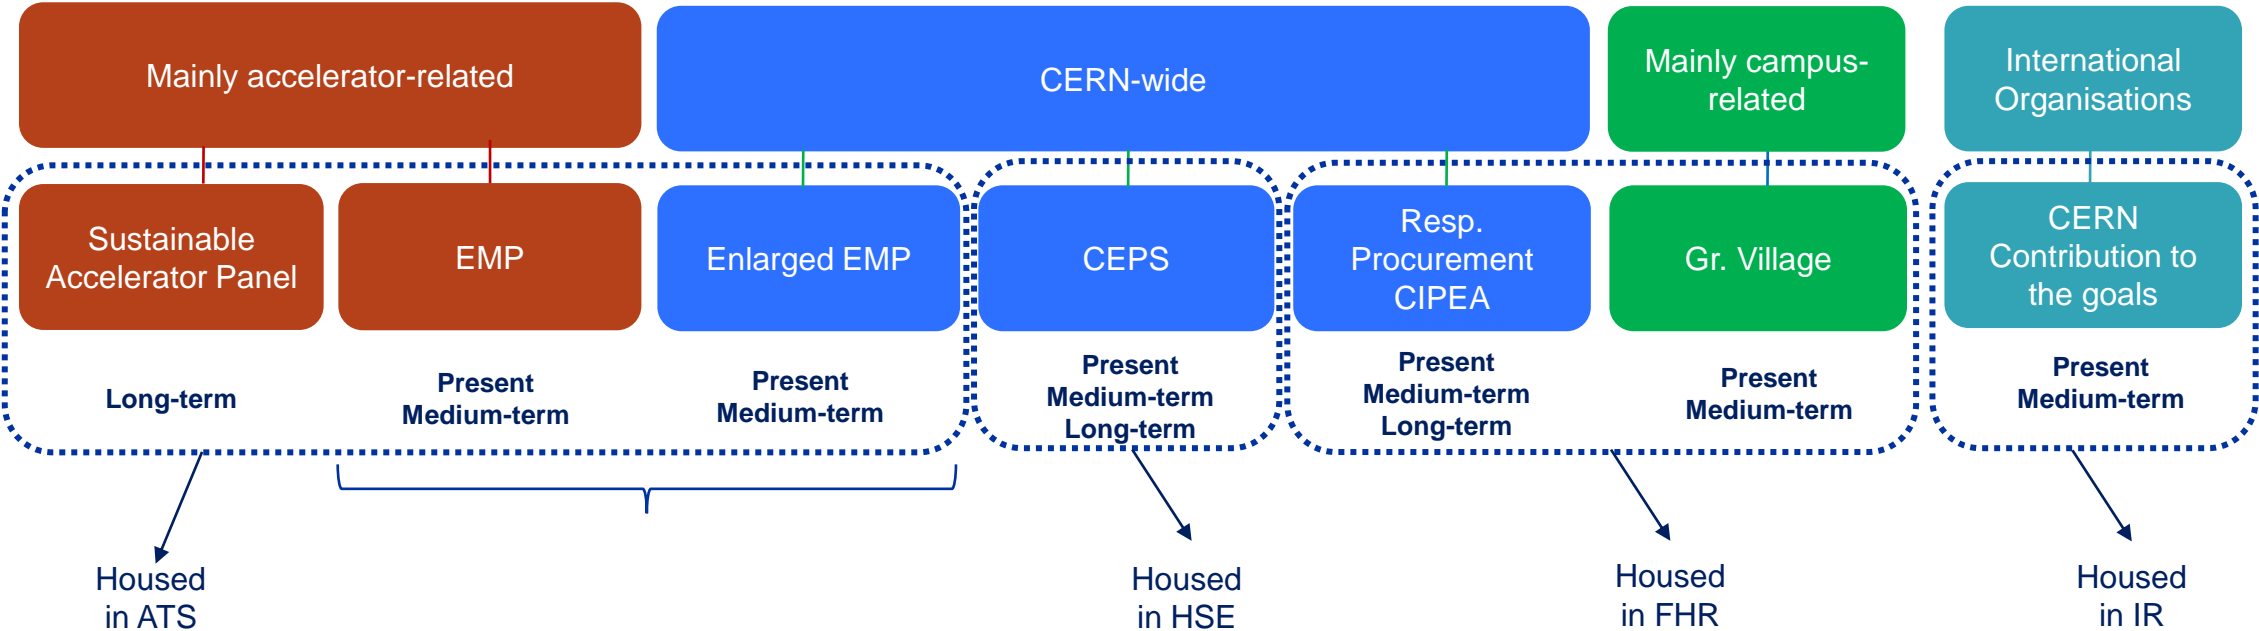 Mainly accelerator-related
CERN-wide
Mainly campus-
related
International
Organisations
Sustainable
Accelerator Panel
EMP
Enlarged EMP
CEPS
Resp.
Procurement
CIPEA
Gr. Village
CERN
Contribution to
the goals
Long-term
Present
Medium-term
Present
Medium-term
Present
Medium-term
Long-term
Present
Medium-term
Long-term
Present
Medium-term
Present
Medium-term
Housed
in ATS
Housed
in HSE
Housed
in FHR
Housed
in IR